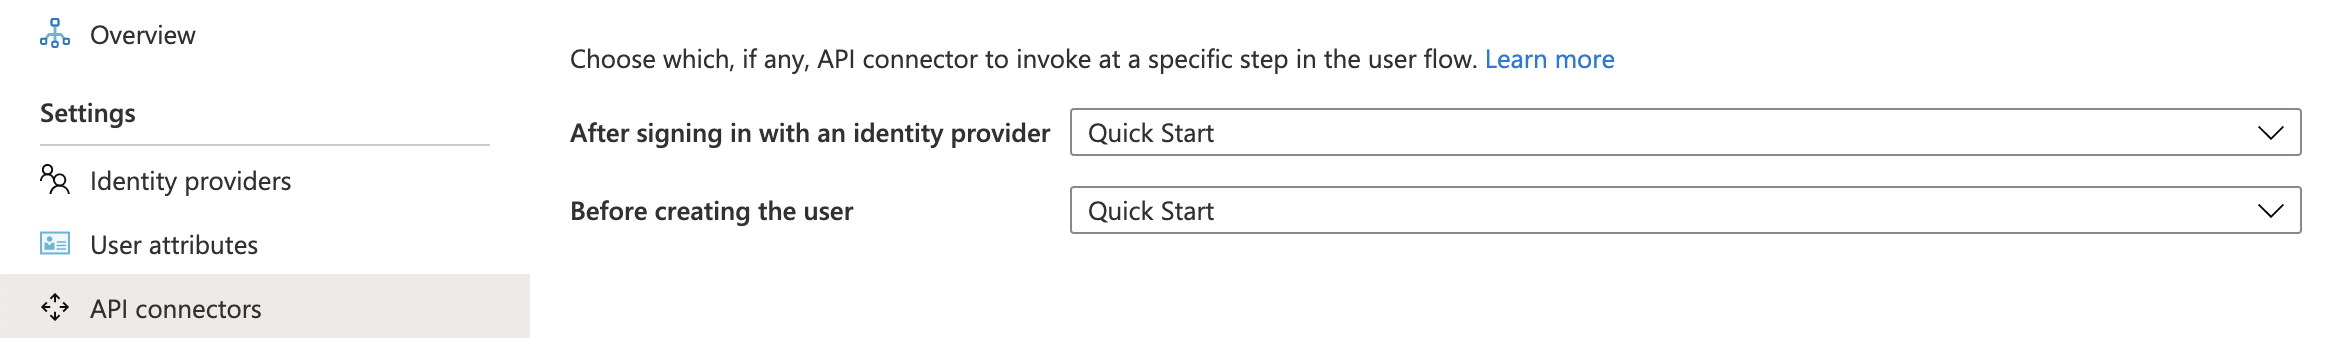 Overview
Settings
Identity providers
User attributes
API connectors
Choose which, if any, API connector to invoke at a specific step in the user flow. Learn more
After signing in with an identity provider Quick Start
Before creating the user Quick Start